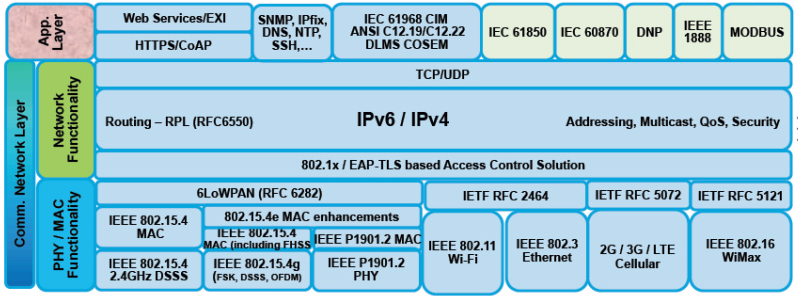 App.
Layer
Web Services/EXI
HTTPS/CoAP
SNMP, IPfix,
DNS, NTP,
SSH,...
IEC 61968 CIM
ANSI C12.19/C12.22
DLMS COSEM
IEC 61850
IEC 60870
DNP
IEEE
1888
MODBUS
Comm. Network Layer
Network
Functionality
TCP/UDP
Routing – RPL (RFC6550)
IPv6 / IPv4
Addressing, Multicast, QoS, Security
802.1x / EAP-TLS based Access Control Solution
PHY / MAC
Functionality
6LoWPAN (RFC 6282)
IETF RFC 2464
IETF RFC 5072
IETF RFC 5121
IEEE 802.15.4
MAC
802.15.4e MAC enhancements
IEEE 802.15.4
MAC (including FHSS
IEEE P1901.2 MAC
IEEE 802.15.4
2.4GHz DSSS
IEEE 802.15.4g
(FSK, DSSS, OFDM)
IEEE P1901.2
PHY
IEEE 802.11
Wi-Fi
IEEE 802.3
Ethernet
2G / 3G / LTE
Cellular
IEEE 802.16
WiMax